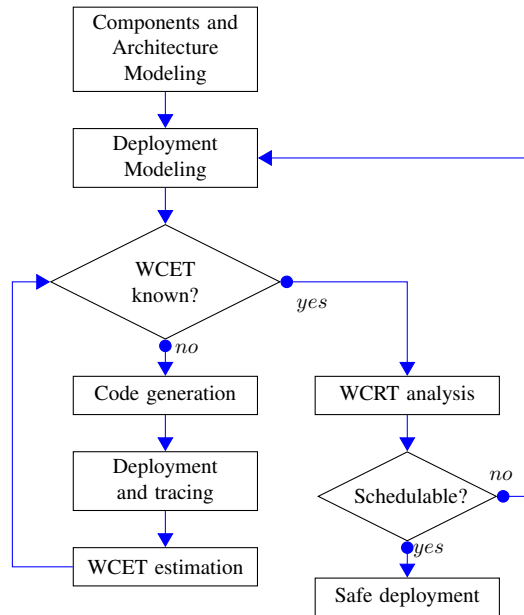 Components and
Architecture
Modeling
Deployment
Modeling
WCET
known?
yes
no
Code generation
WCRT analysis
Deployment
and tracing
Schedulable?
no
yes
WCET estimation
Safe deployment